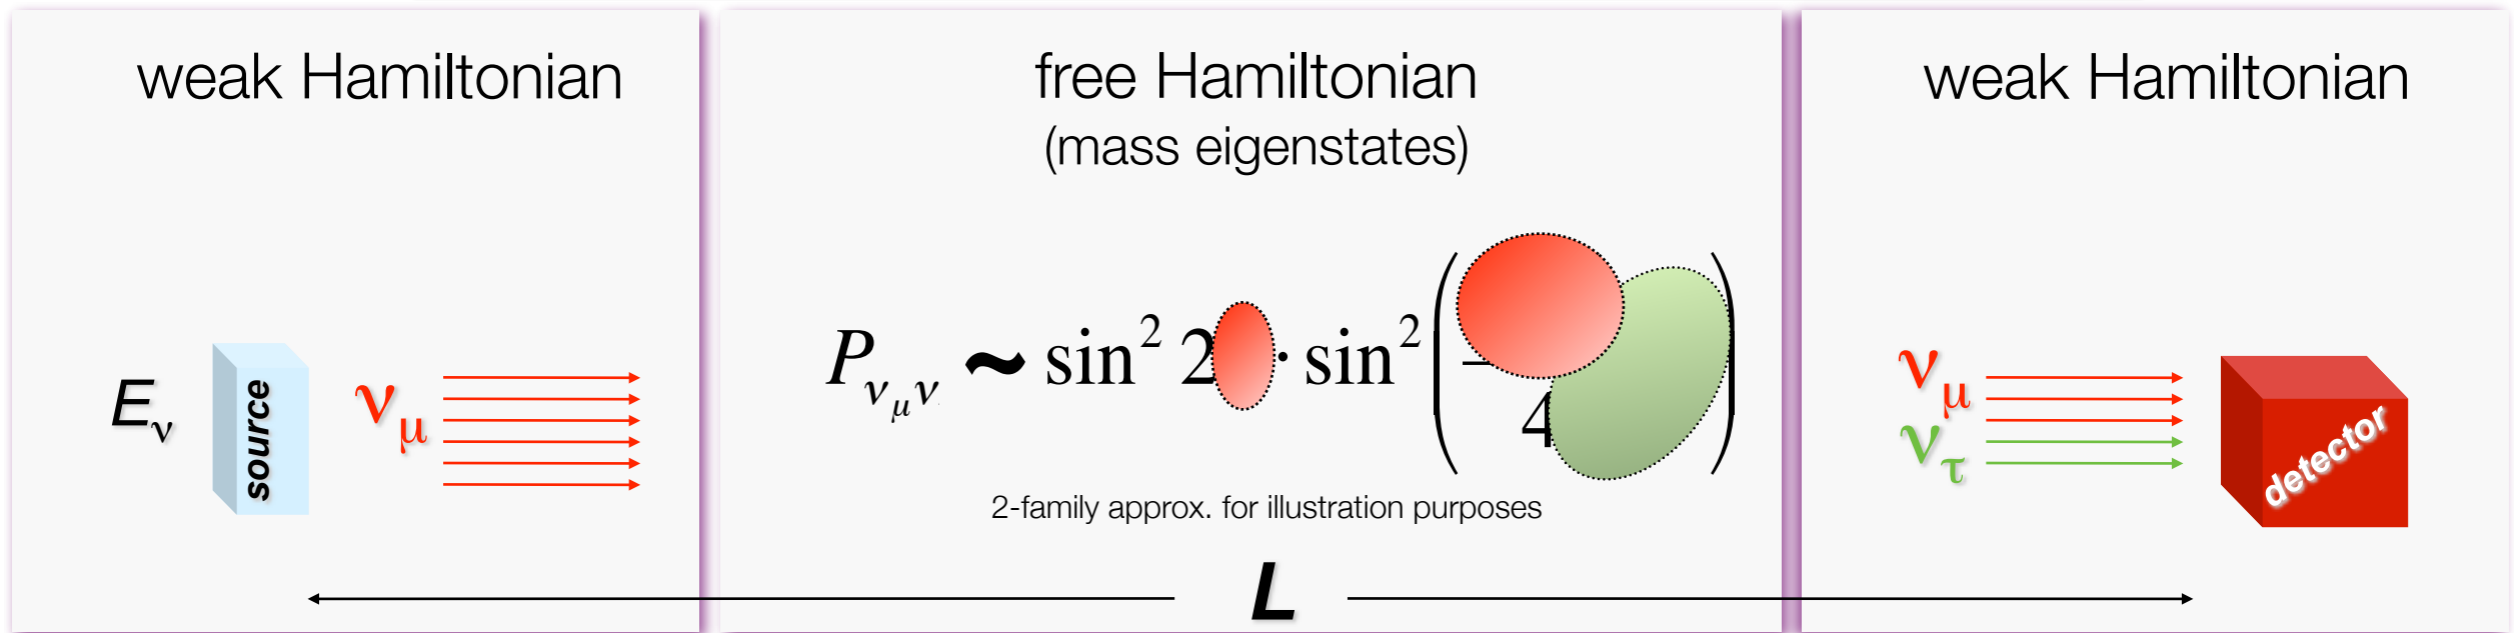 weak Hamiltonian
free Hamiltonian
(mass eigenstates)
weak Hamiltonian
E_ν
source
ν_μ
P_{ν_μ ν} ~ sin² 2 · sin² ( − 4 )
2-family approx. for illustration purposes
ν_μ
ν_τ
detector
L